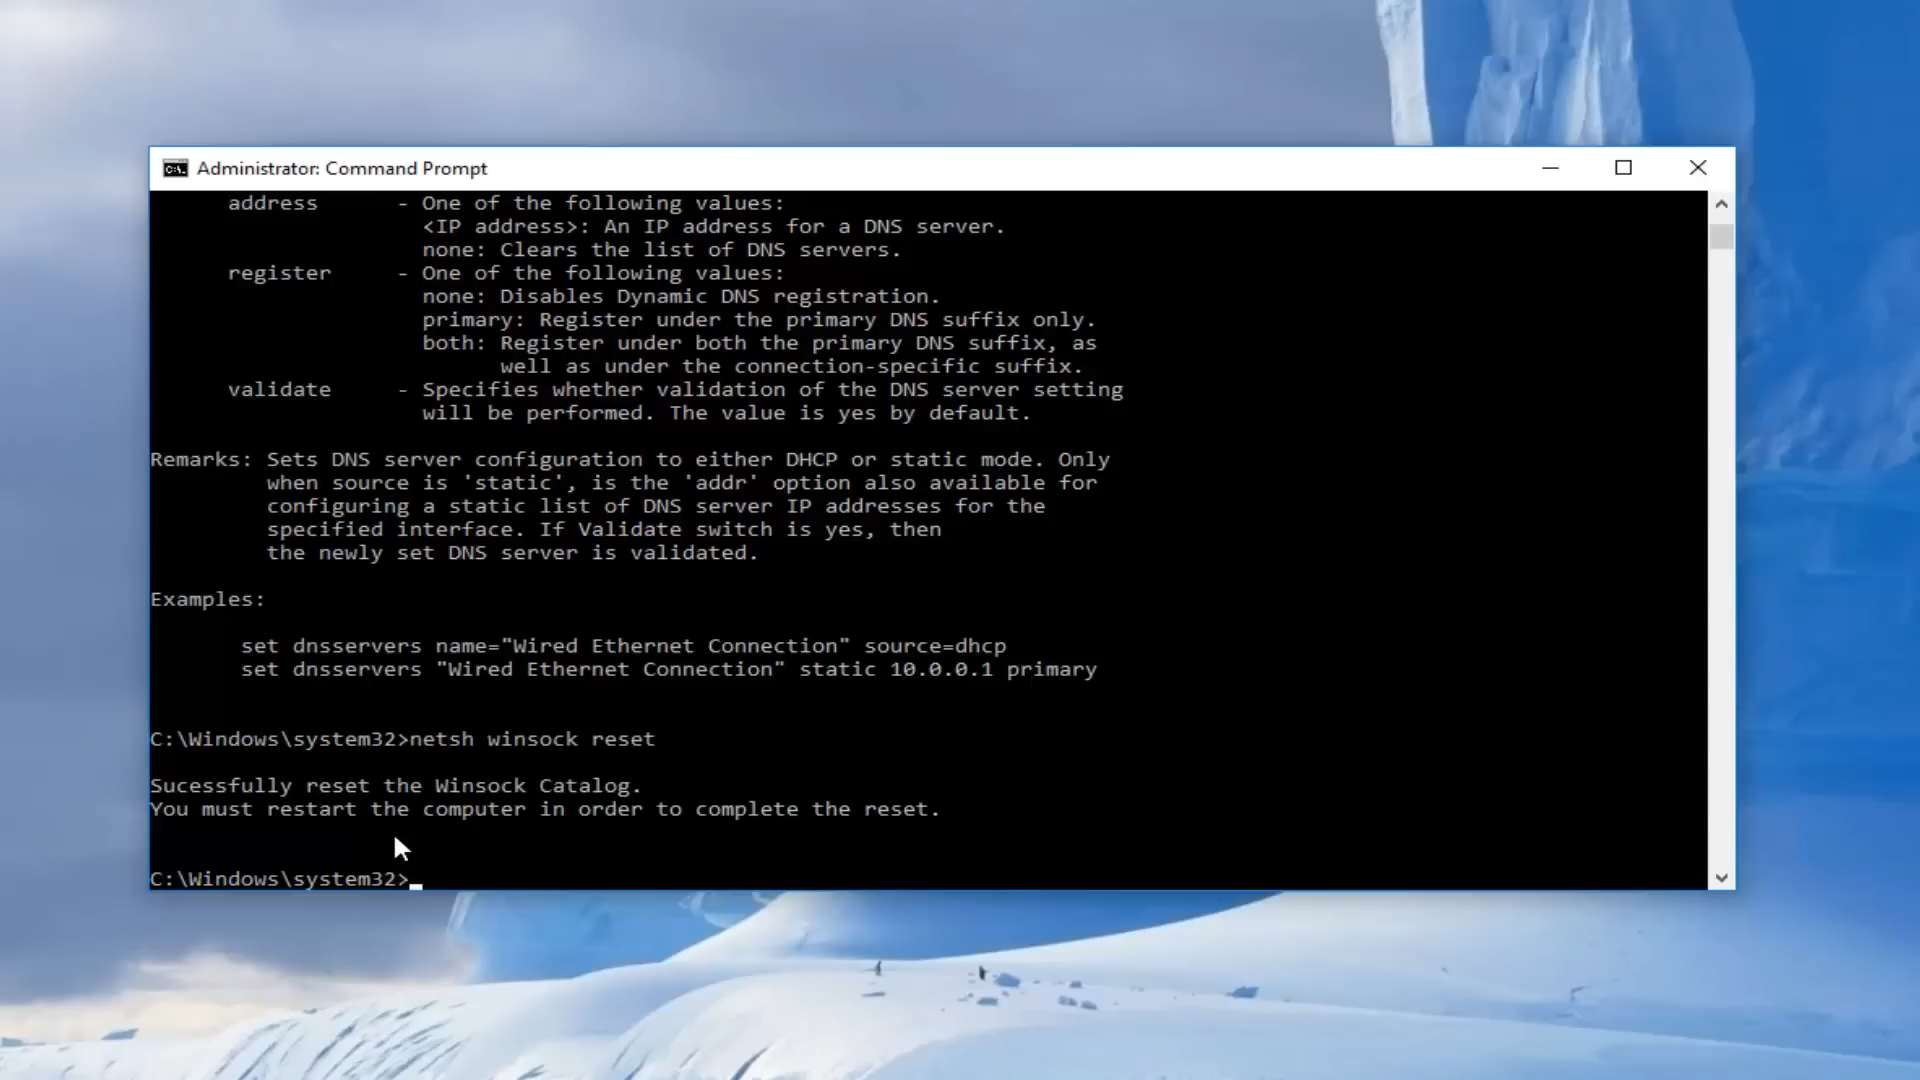 Administrator: Command Prompt
address - One of the following values:
<IP address>: An IP address for a DNS server.
none: Clears the list of DNS servers.
register - One of the following values:
none: Disables Dynamic DNS registration.
primary: Register under the primary DNS suffix only.
both: Register under both the primary DNS suffix, as
well as under the connection-specific suffix.
validate - Specifies whether validation of the DNS server setting
will be performed. The value is yes by default.
Remarks: Sets DNS server configuration to either DHCP or static mode. Only
when source is 'static', is the 'addr' option also available for
configuring a static list of DNS server IP addresses for the
specified interface. If Validate switch is yes, then
the newly set DNS server is validated.
Examples:
set dnsservers name="Wired Ethernet Connection" source=dhcp
set dnsservers "Wired Ethernet Connection" static 10.0.0.1 primary
C:\Windows\system32>netsh winsock reset
Sucessfully reset the Winsock Catalog.
You must restart the computer in order to complete the reset.
C:\Windows\system32>